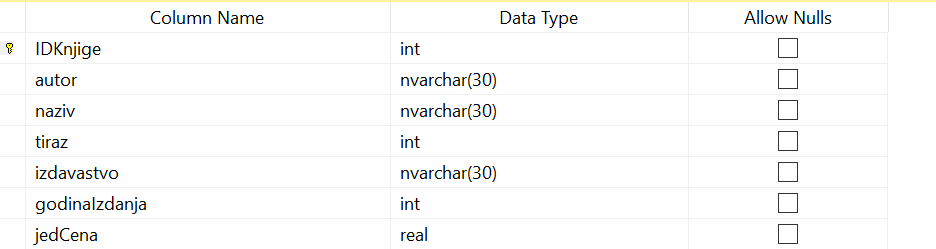 Column Name Data Type Allow Nulls
IDKnjige int
autor nvarchar(30)
naziv nvarchar(30)
tiraz int
izdavastvo nvarchar(30)
godinaIzdanja int
jedCena real